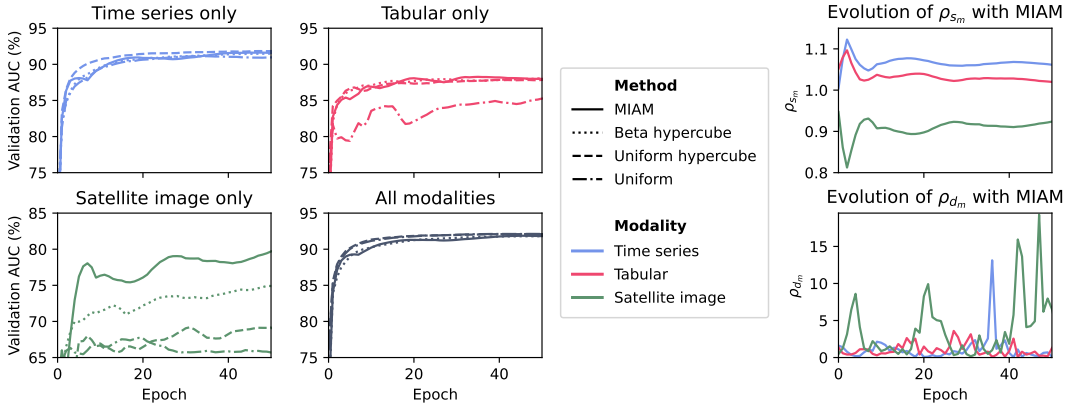 Time series only
Tabular only
Evolution of ρ_{s_m} with MIAM
Validation AUC (%)
95
90
85
80
75
95
90
85
80
75
Method
MIAM
Beta hypercube
Uniform hypercube
Uniform
Modality
Time series
Tabular
Satellite image
ρ_{s_m}
1.1
1.0
0.9
0.8
Satellite image only
All modalities
Evolution of ρ_{d_m} with MIAM
Validation AUC (%)
85
80
75
70
65
0 20 40
Epoch
95
90
85
80
75
0 20 40
Epoch
ρ_{d_m}
15
10
5
0
0 20 40
Epoch